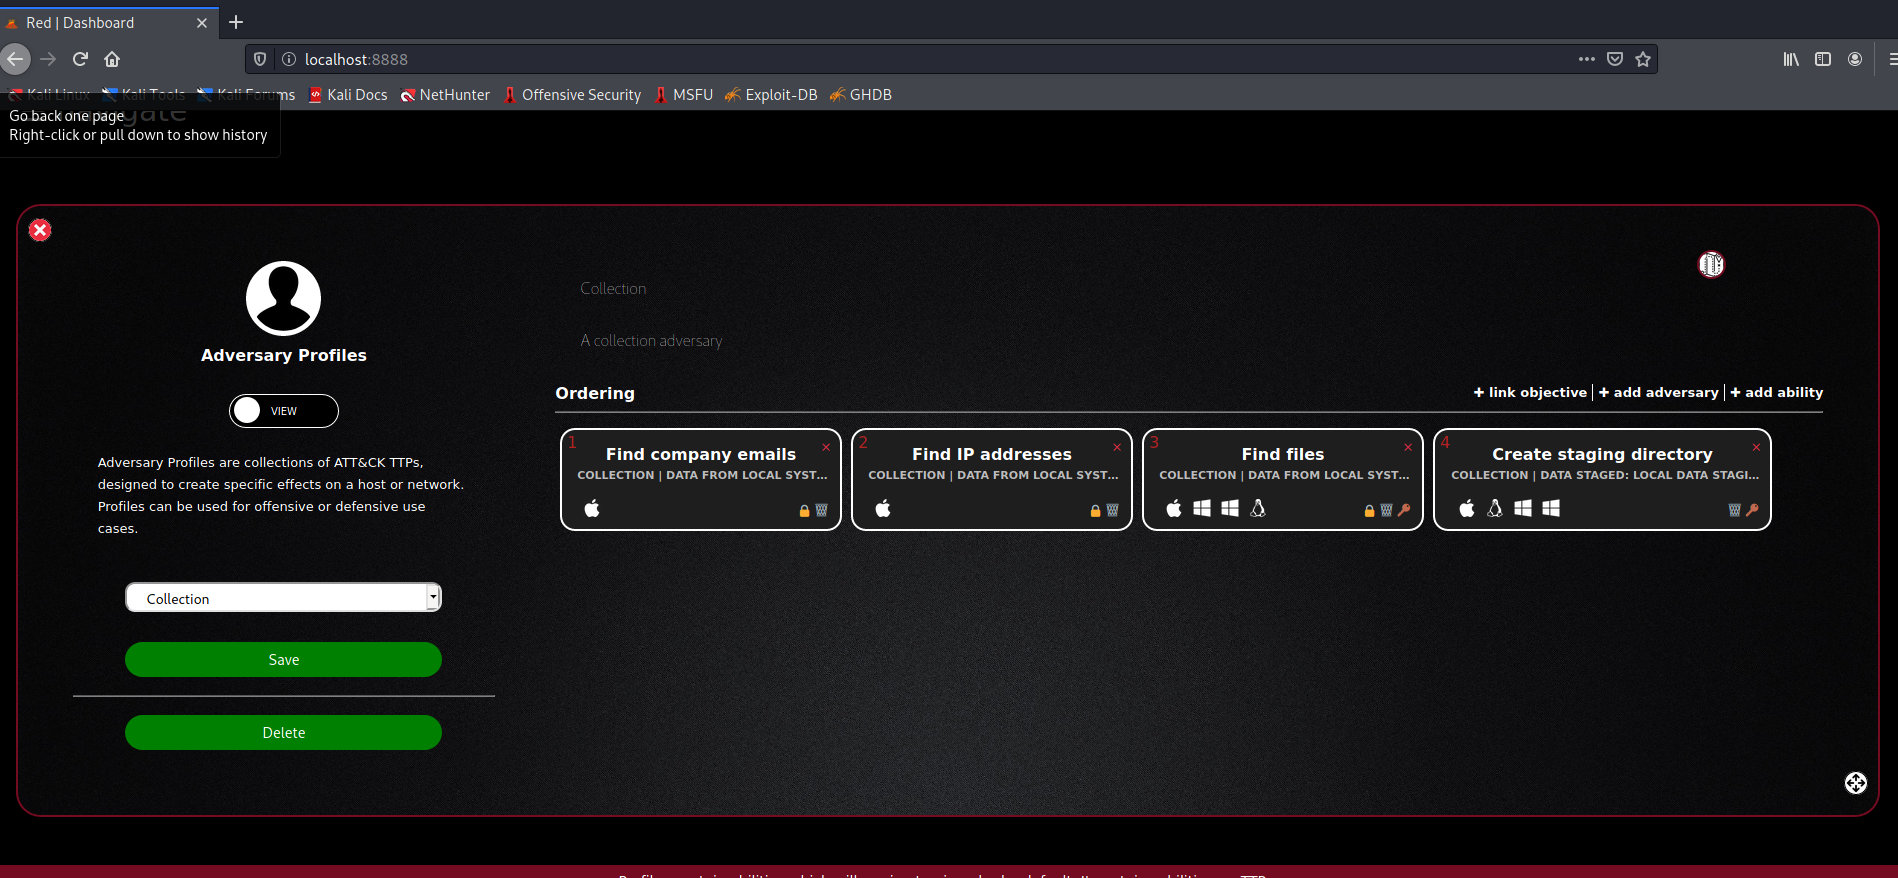 Red | Dashboard
localhost:8888
Kali Linux Kali Tools Kali Forums Kali Docs NetHunter Offensive Security MSFU Exploit-DB GHDB
Go back one page
Right-click or pull down to show history
Collection
A collection adversary
Adversary Profiles
VIEW
Adversary Profiles are collections of ATT&CK TTPs,
designed to create specific effects on a host or network.
Profiles can be used for offensive or defensive use
cases.
Collection
Save
Delete
Ordering
+ link objective | + add adversary | + add ability
1
Find company emails
COLLECTION | DATA FROM LOCAL SYST...
2
Find IP addresses
COLLECTION | DATA FROM LOCAL SYST...
3
Find files
COLLECTION | DATA FROM LOCAL SYST...
4
Create staging directory
COLLECTION | DATA STAGED: LOCAL DATA STAGI...